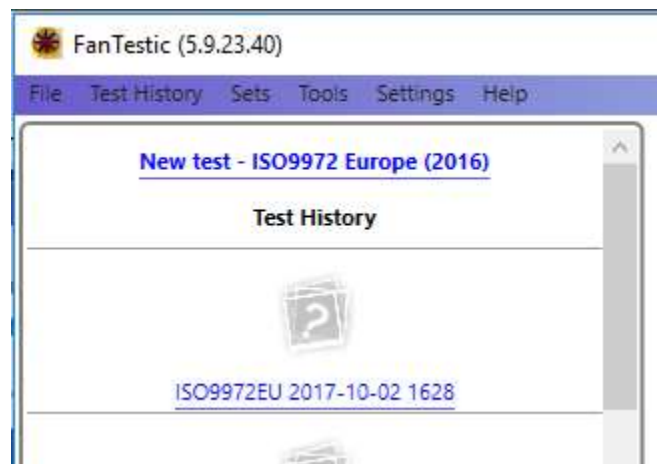 FanTestic (5.9.23.40)
File Test History Sets Tools Settings Help
New test - ISO9972 Europe (2016)
Test History
?
ISO9972EU 2017-10-02 1628